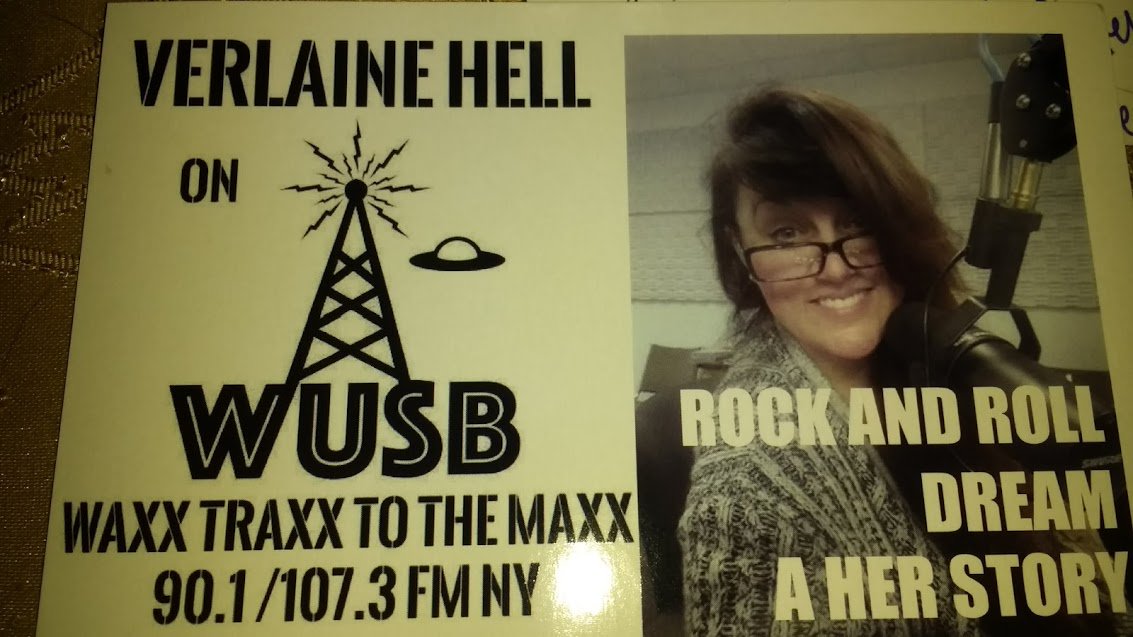 VERLAINE HELL
ON
WUSB
WAXX TRAXX TO THE MAXX
90.1/107.3 FM NY
ROCK AND ROLL
DREAM
A HER STORY